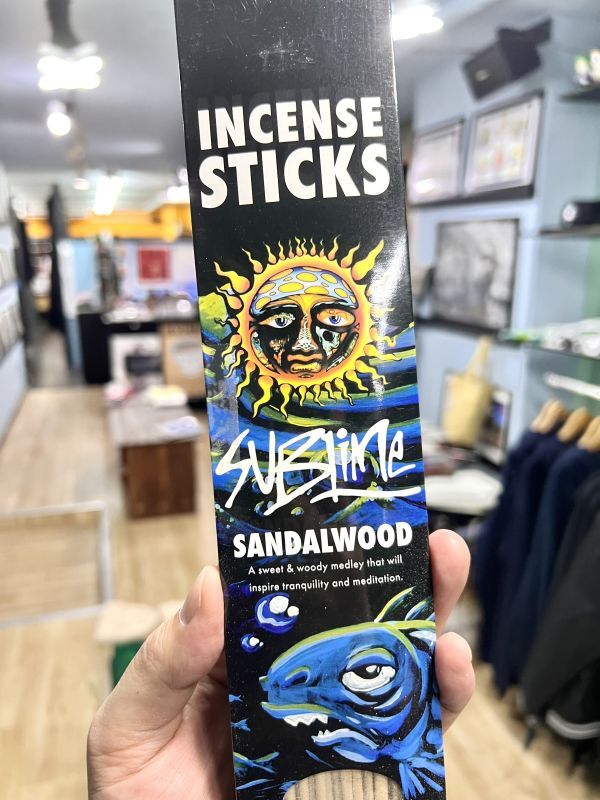 INCENSE
STICKS
SUBLIME
SANDALWOOD
A sweet & woody medley that will
inspire tranquility and meditation.